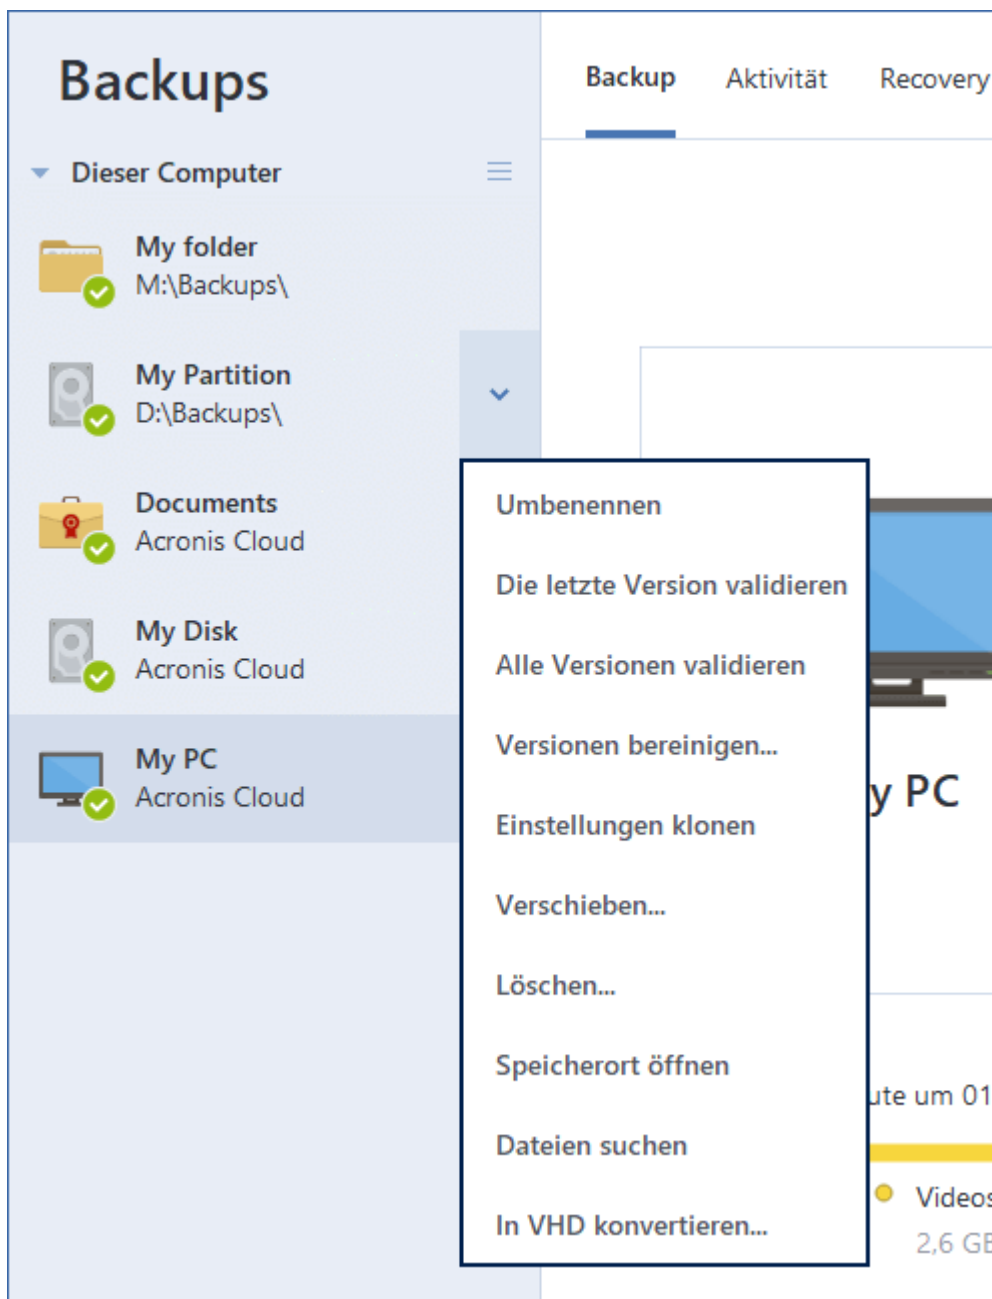 Backups
Dieser Computer
My folder
M:\Backups\
My Partition
D:\Backups\
Documents
Acronis Cloud
My Disk
Acronis Cloud
My PC
Acronis Cloud
Backup Aktivität Recovery
Umbenennen
Die letzte Version validieren
Alle Versionen validieren
Versionen bereinigen...
Einstellungen klonen
Verschieben...
Löschen...
Speicherort öffnen
Dateien suchen
In VHD konvertieren...
y PC
ute um 01
Videos
2,6 GE